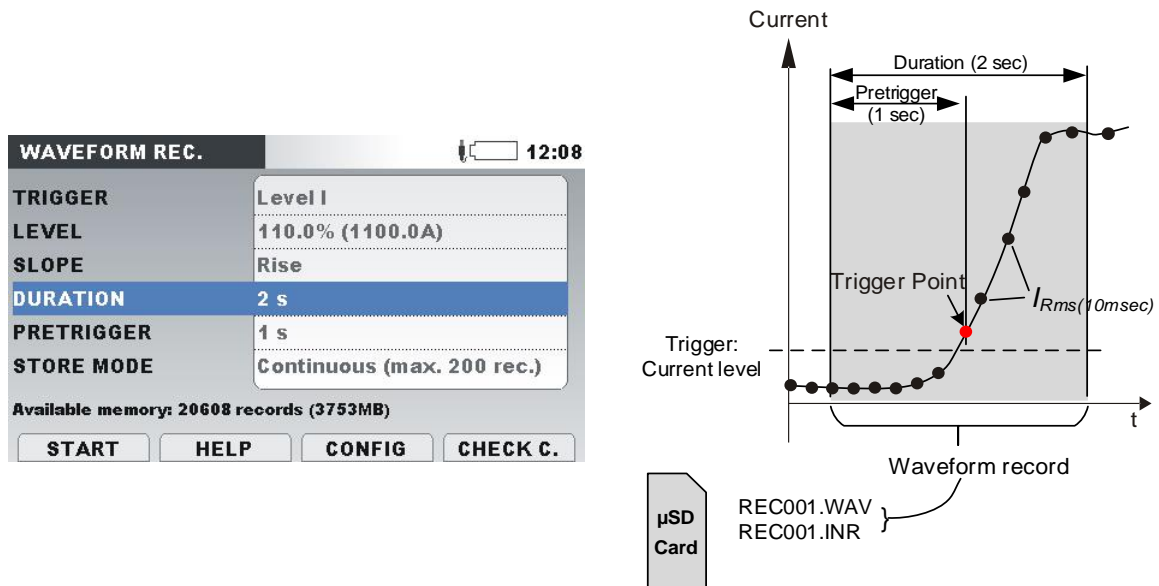 WAVEFORM REC. 12:08
TRIGGER Level I
LEVEL 110.0% (1100.0A)
SLOPE Rise
DURATION 2 s
PRETRIGGER 1 s
STORE MODE Continuous (max. 200 rec.)
Available memory: 20608 records (3753MB)
START HELP CONFIG CHECK C.
Current
Duration (2 sec)
Pretrigger
(1 sec)
Trigger Point
IRms(10msec)
Trigger:
Current level
t
Waveform record
µSD
Card
REC001.WAV
REC001.INR